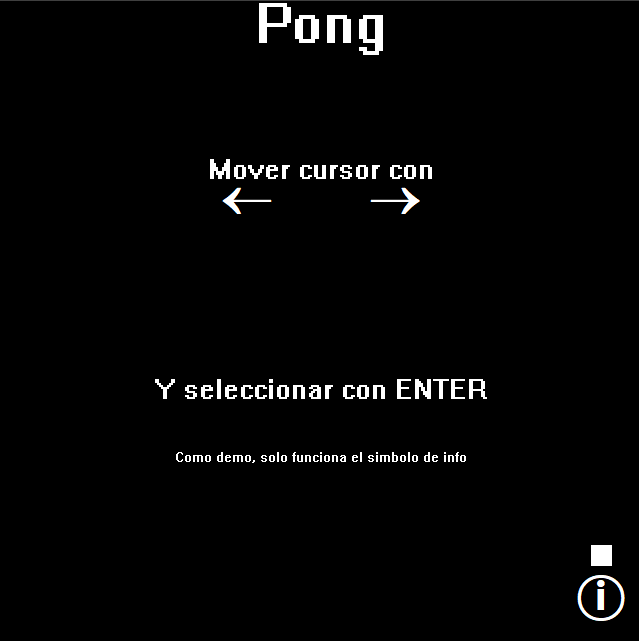 Pong
Mover cursor con
← →
Y seleccionar con ENTER
Como demo, solo funciona el simbolo de info
i